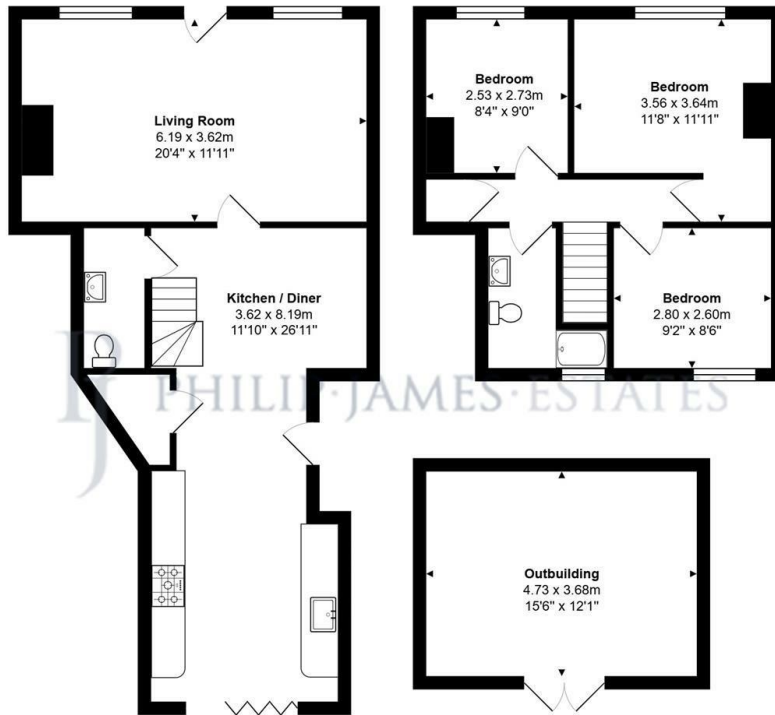 Living Room
6.19 x 3.62m
20'4" x 11'11"
Bedroom
2.53 x 2.73m
8'4" x 9'0"
Bedroom
3.56 x 3.64m
11'8" x 11'11"
Kitchen / Diner
3.62 x 8.19m
11'10" x 26'11"
Bedroom
2.80 x 2.60m
9'2" x 8'6"
PJ PHILIP·JAMES·ESTATES
Outbuilding
4.73 x 3.68m
15'6" x 12'1"